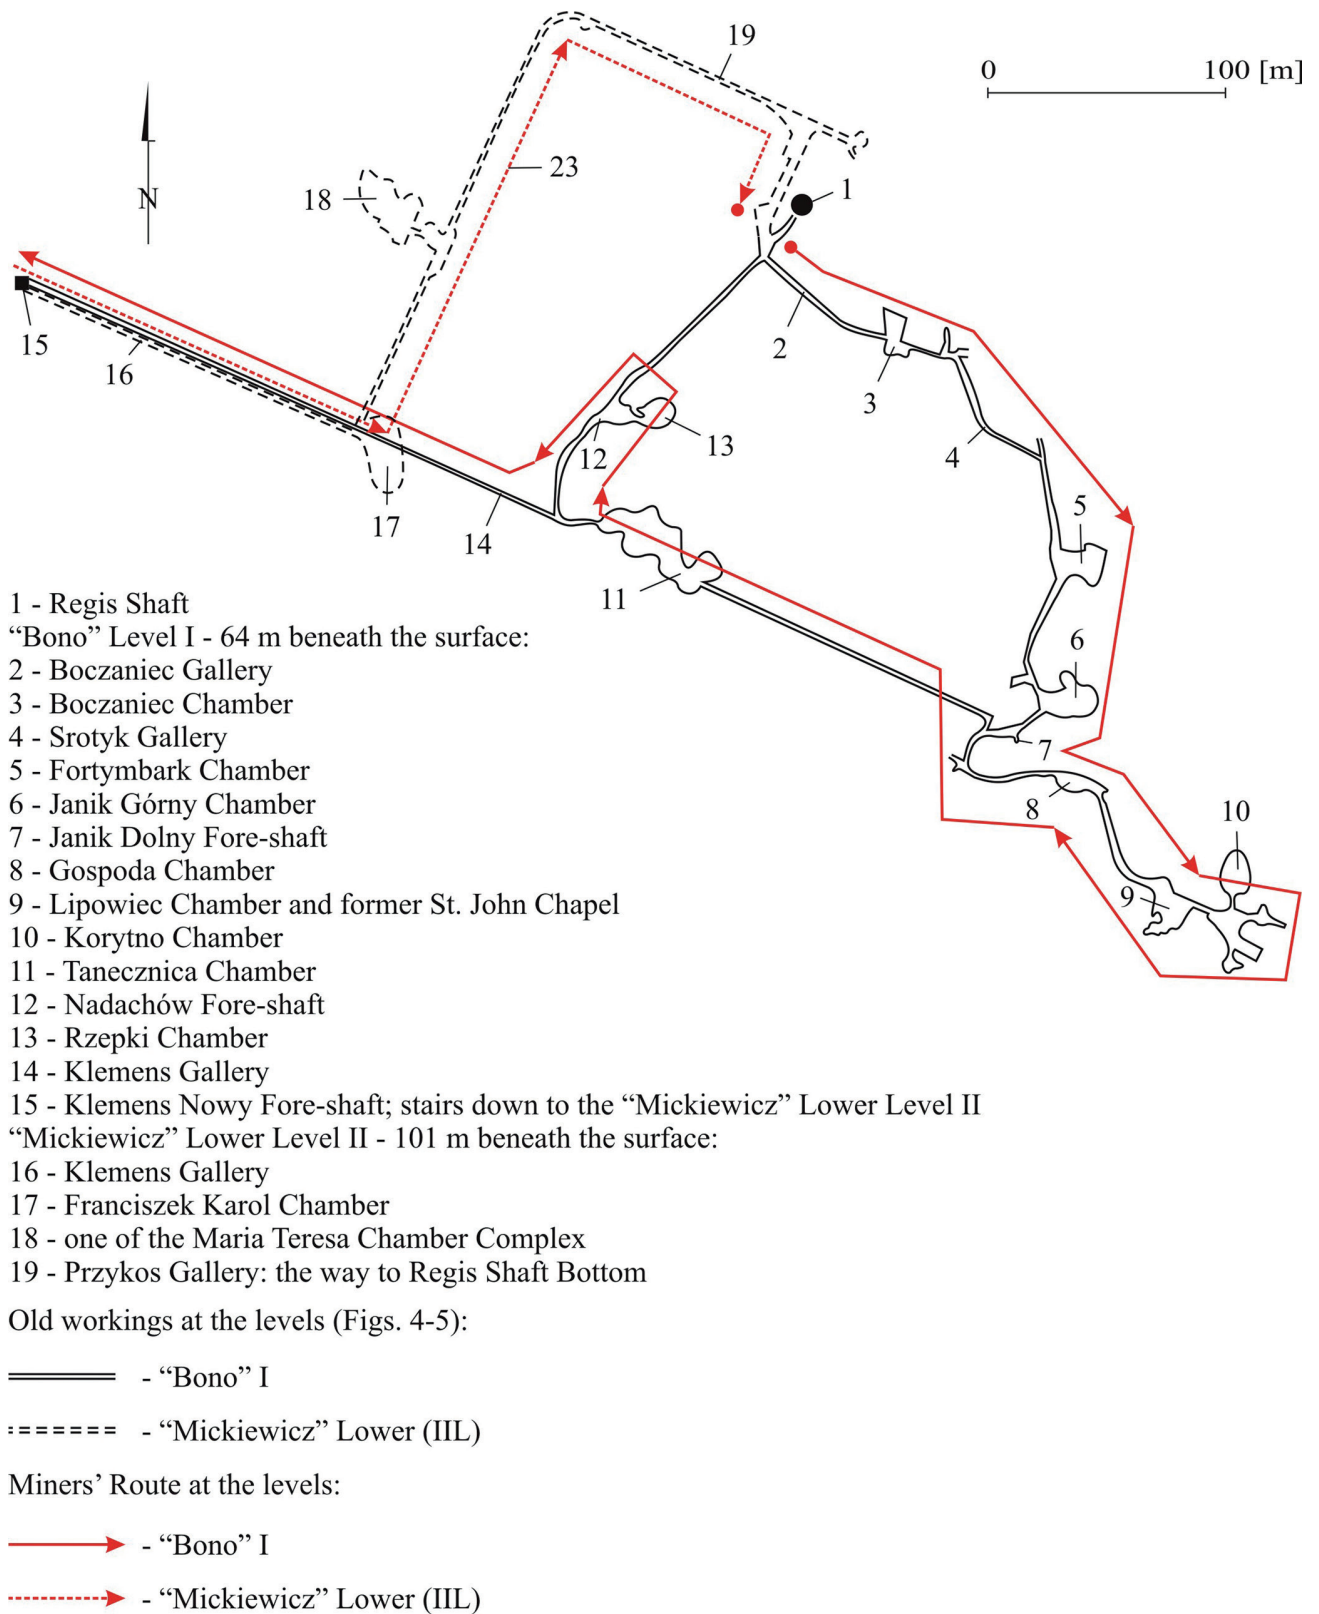 19
0 100 [m]
23
1
18
N
2
15
16
3
13
12
4
5
17
14
11
6
7
8
10
9
1 - Regis Shaft
“Bono” Level I - 64 m beneath the surface:
2 - Boczaniec Gallery
3 - Boczaniec Chamber
4 - Srotyk Gallery
5 - Fortymbark Chamber
6 - Janik Górny Chamber
7 - Janik Dolny Fore-shaft
8 - Gospoda Chamber
9 - Lipowiec Chamber and former St. John Chapel
10 - Korytno Chamber
11 - Tanecznica Chamber
12 - Nadachów Fore-shaft
13 - Rzepki Chamber
14 - Klemens Gallery
15 - Klemens Nowy Fore-shaft; stairs down to the “Mickiewicz” Lower Level II
“Mickiewicz” Lower Level II - 101 m beneath the surface:
16 - Klemens Gallery
17 - Franciszek Karol Chamber
18 - one of the Maria Teresa Chamber Complex
19 - Przykos Gallery: the way to Regis Shaft Bottom
Old workings at the levels (Figs. 4-5):
- “Bono” I
- “Mickiewicz” Lower (IIL)
Miners’ Route at the levels:
- “Bono” I
- “Mickiewicz” Lower (IIL)